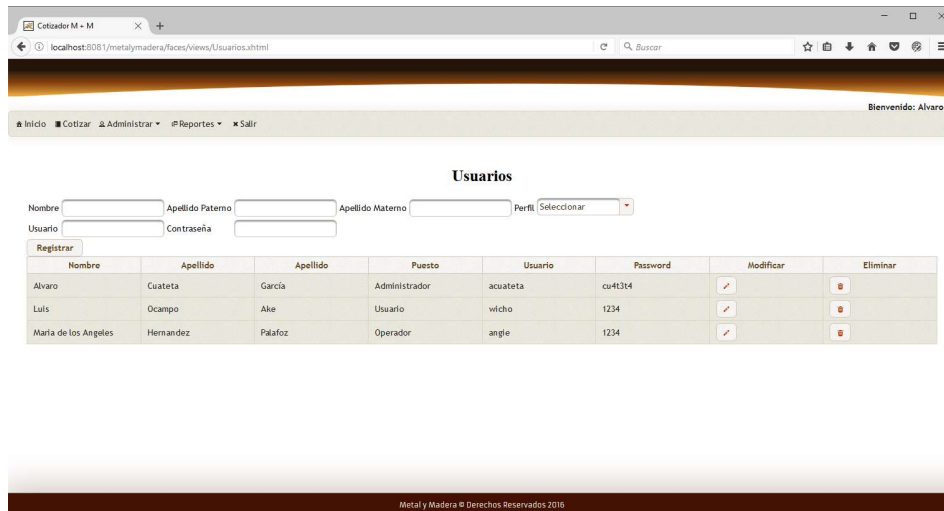 Cotizador M + M
localhost:8081/metalymadera/faces/views/Usuarios.xhtml
Buscar
Bienvenido: Alvaro
Inicio Cotizar Administrar Reportes Salir
Usuarios
Nombre Apellido Paterno Apellido Materno Perfil Seleccionar
Usuario Contraseña
Registrar
Nombre Apellido Apellido Puesto Usuario Password Modificar Eliminar
Alvaro Cuateta García Administrador acuateta cu4t3t4
Luis Ocampo Ake Usuario wicho 1234
Maria de los Angeles Hernandez Palafoz Operador angie 1234
Metal y Madera © Derechos Reservados 2016